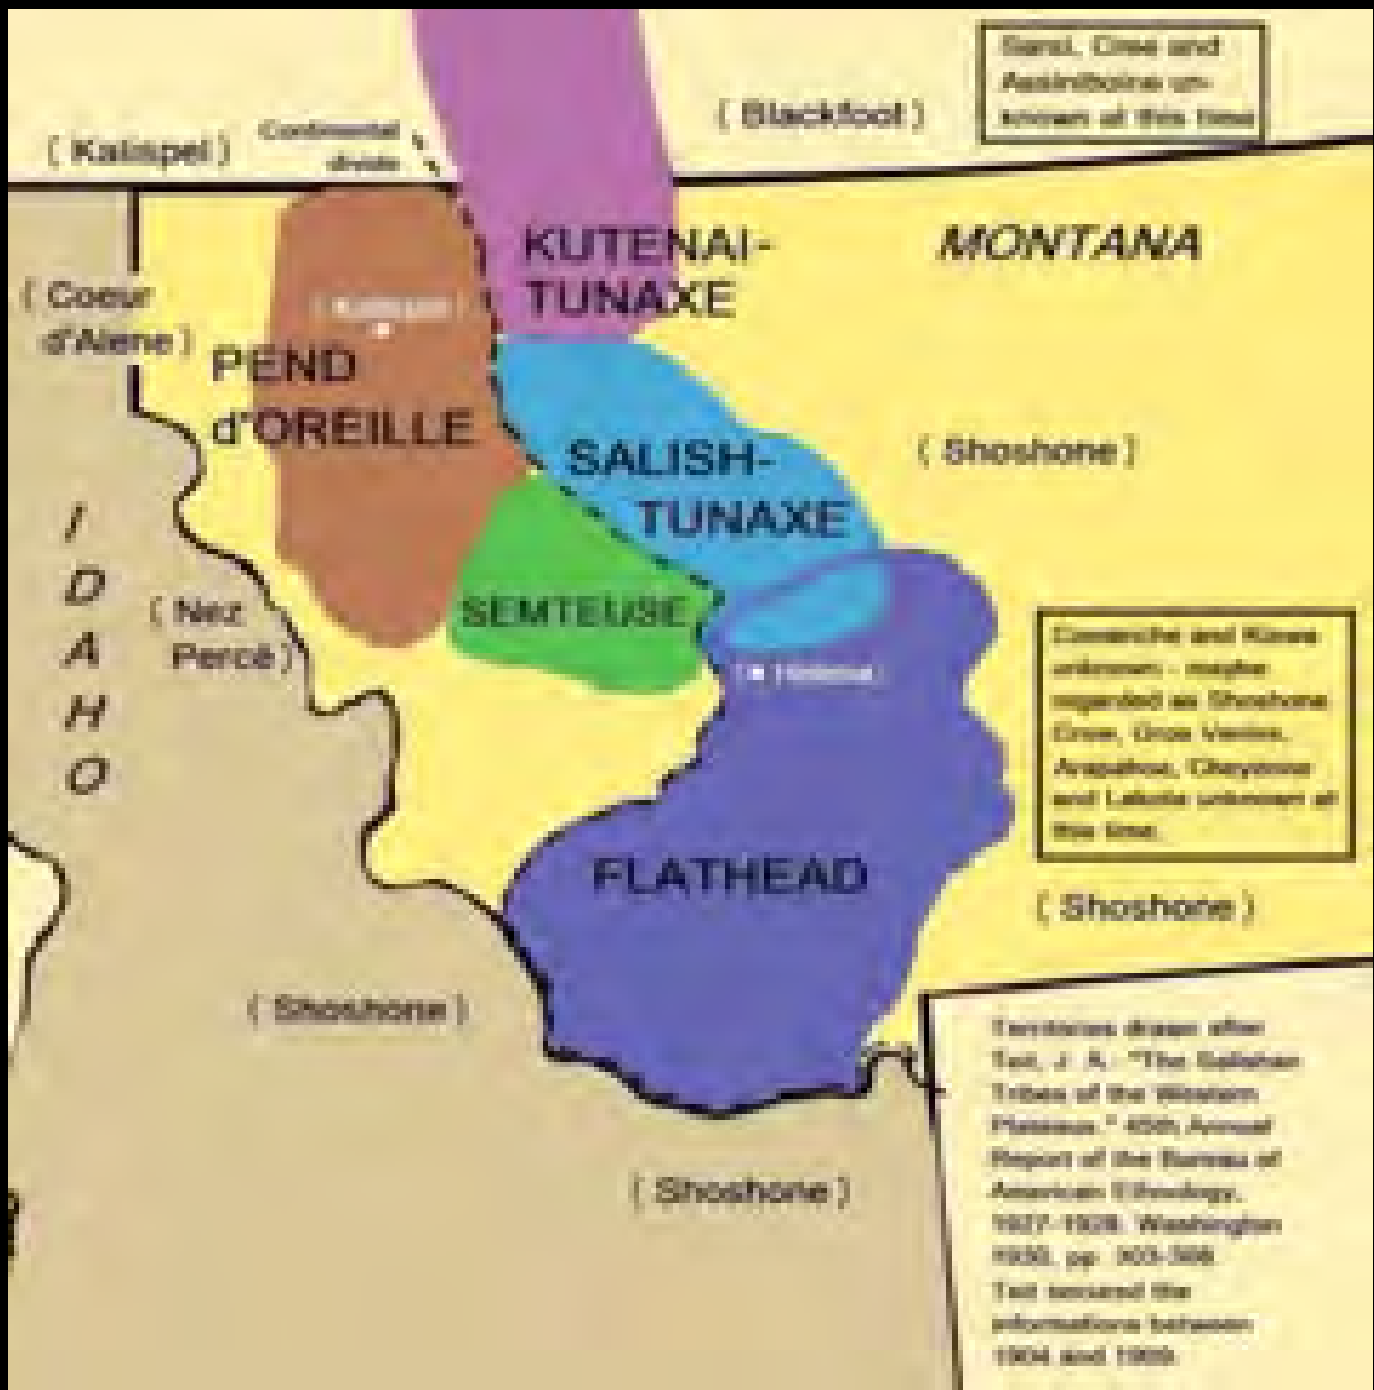 Sarsi, Cree and
Assiniboine un-
known at this time
( Blackfoot )
Continental
divide
( Kalispel )
KUTENAI-
TUNAXE
MONTANA
( Coeur
d'Alene )
( Kalispell )
PEND
d'OREILLE
SALISH-
TUNAXE
( Shoshone )
I
D
A
H
O
( Nez
Percé )
SEMTEUSE
( Helena )
Comanche and Kiowa
unknown - maybe
regarded as Shoshone
Crow, Gros Ventre,
Arapahoe, Cheyenne
and Lakota unknown at
this time.
FLATHEAD
( Shoshone )
( Shoshone )
( Shoshone )
Territories drawn after
Teit, J. A.: "The Salishan
Tribes of the Western
Plateaus." 45th Annual
Report of the Bureau of
American Ethnology,
1927-1928. Washington
1930, pp.
Teit secured the
informations between
1904 and 1909.